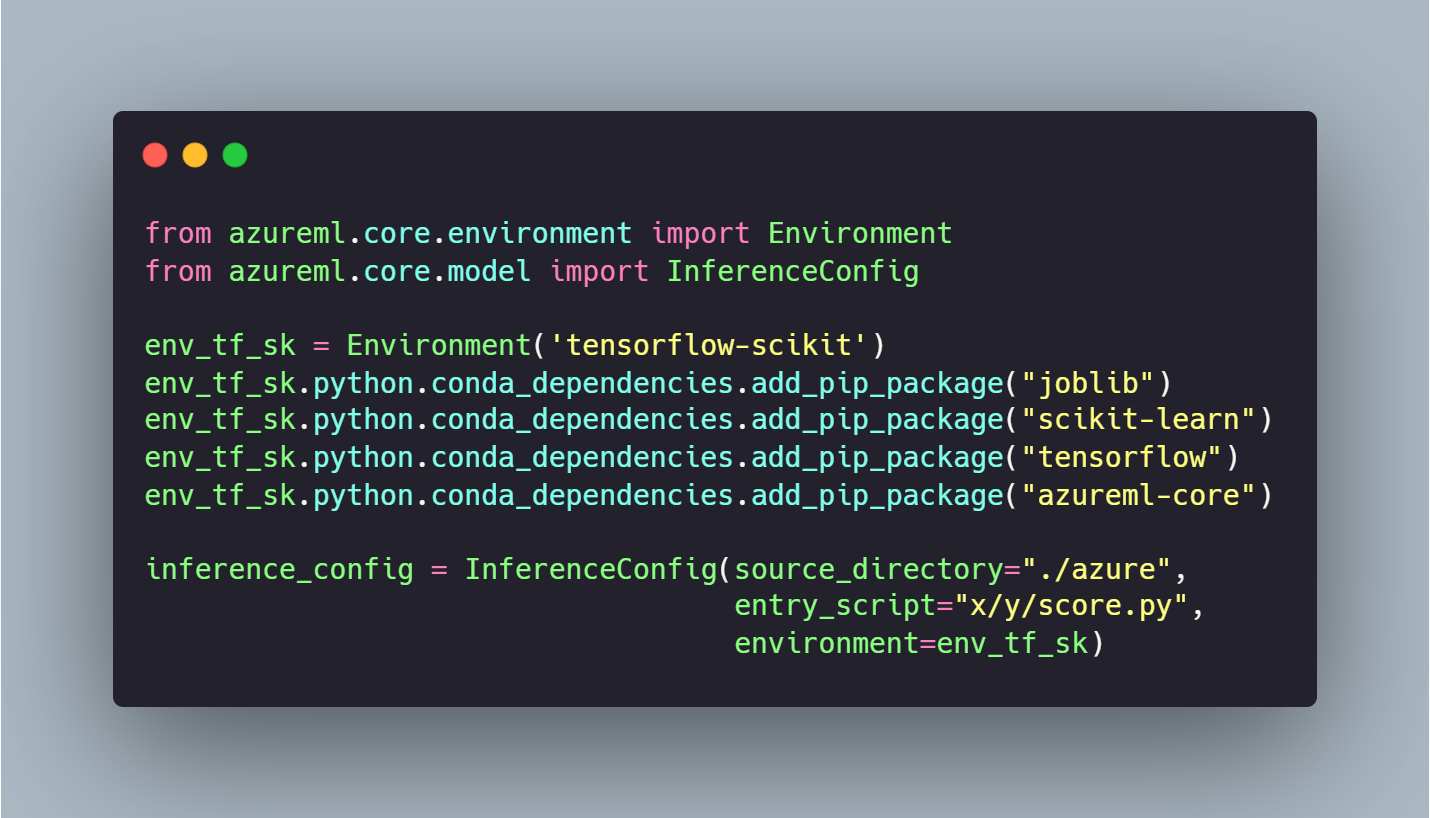 from azureml.core.environment import Environment
from azureml.core.model import InferenceConfig

env_tf_sk = Environment('tensorflow-scikit')
env_tf_sk.python.conda_dependencies.add_pip_package("joblib")
env_tf_sk.python.conda_dependencies.add_pip_package("scikit-learn")
env_tf_sk.python.conda_dependencies.add_pip_package("tensorflow")
env_tf_sk.python.conda_dependencies.add_pip_package("azureml-core")

inference_config = InferenceConfig(source_directory="./azure",
                                   entry_script="x/y/score.py",
                                   environment=env_tf_sk)